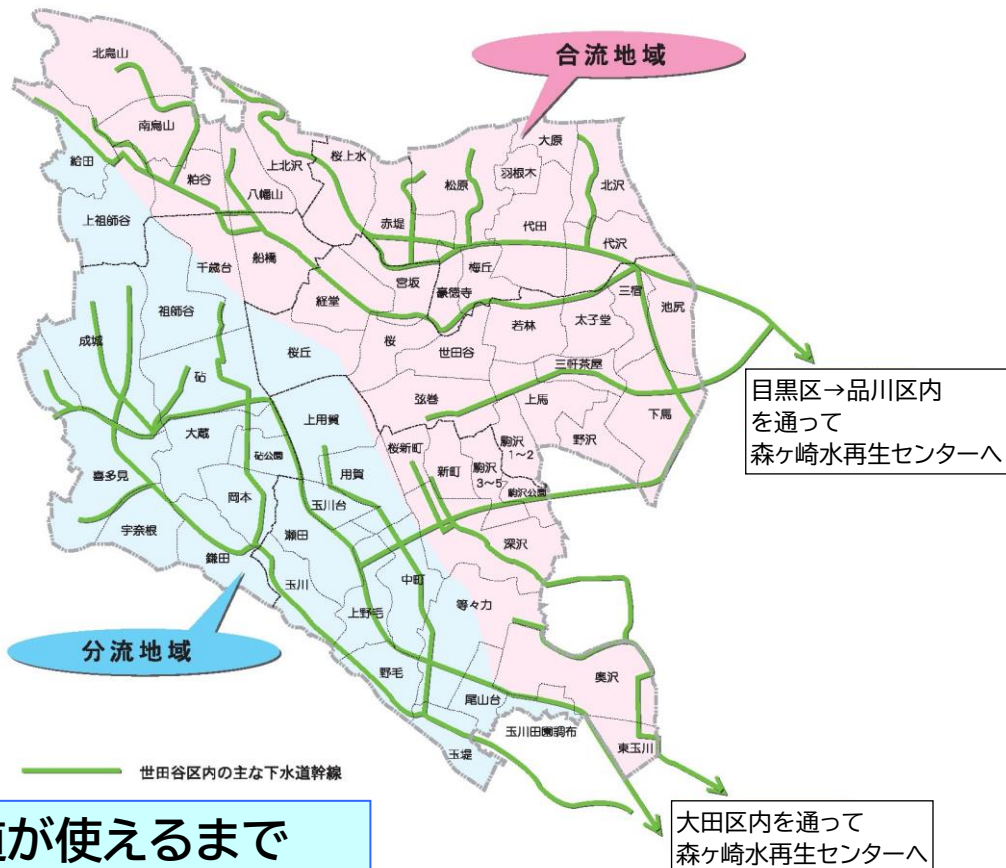 合流地域
北烏山
南烏山
給田
粕谷
上北沢
八幡山
桜上水
松原
大原
羽根木
北沢
赤堤
代田
代沢
上祖師谷
千歳台
船橋
経堂
宮坂
豪徳寺
梅丘
三宿
池尻
若林
太子堂
祖師谷
成城
砧
桜丘
桜
世田谷
三軒茶屋
目黒区→品川区内
を通って
森ヶ崎水再生センターへ
弦巻
上馬
下馬
野沢
上用賀
大蔵
砧公園
桜新町
新町
駒沢
1~2
駒沢
3~5
駒沢公園
喜多見
岡本
用賀
玉川台
宇奈根
鎌田
瀬田
深沢
玉川
中町
上野毛
等々力
分流地域
野毛
尾山台
奥沢
玉川田園調布
東玉川
玉堤
世田谷区内の主な下水道幹線
道が使えるまで
大田区内を通って
森ヶ崎水再生センターへ